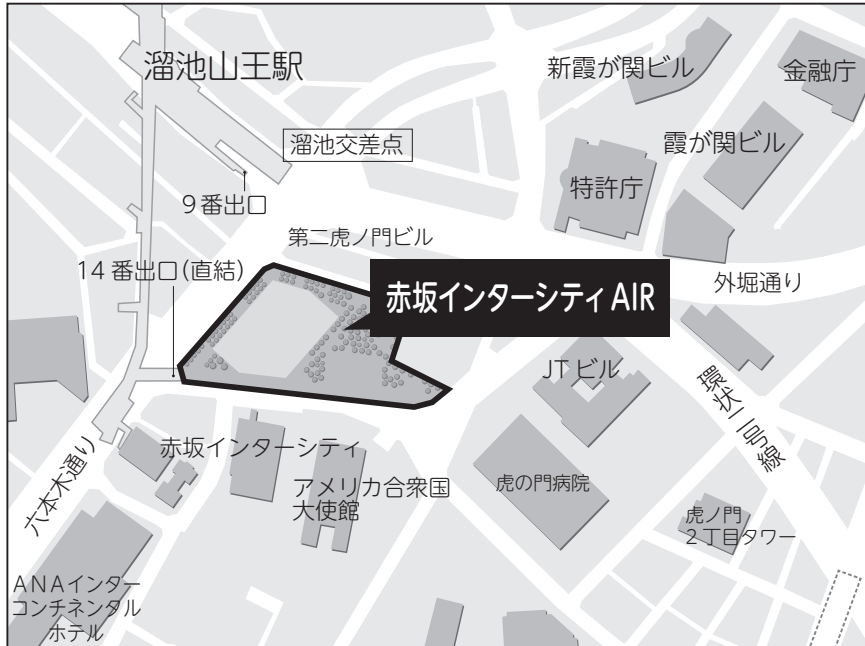 溜池山王駅
新霞が関ビル
金融庁
溜池交差点
霞が関ビル
特許庁
9番出口
第二虎ノ門ビル
14番出口(直結)
外堀通り
赤坂インターシティAIR
JTビル
環状二号線
六本木通り
赤坂インターシティ
アメリカ合衆国
大使館
虎の門病院
虎ノ門
2丁目タワー
ANAインター
コンチネンタル
ホテル